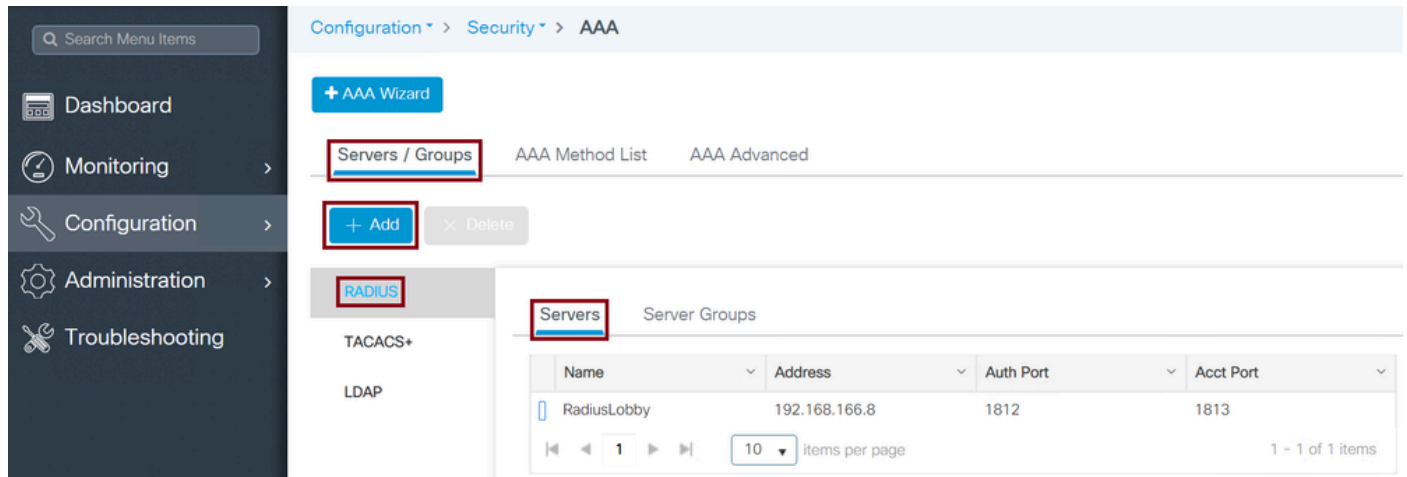 Search Menu Items
Dashboard
Monitoring
Configuration
Administration
Troubleshooting
Configuration > Security > AAA
+ AAA Wizard
Servers / Groups AAA Method List AAA Advanced
+ Add × Delete
RADIUS
TACACS+
LDAP
Servers Server Groups
Name Address Auth Port Acct Port
RadiusLobby 192.168.166.8 1812 1813
1 10 items per page 1 - 1 of 1 items